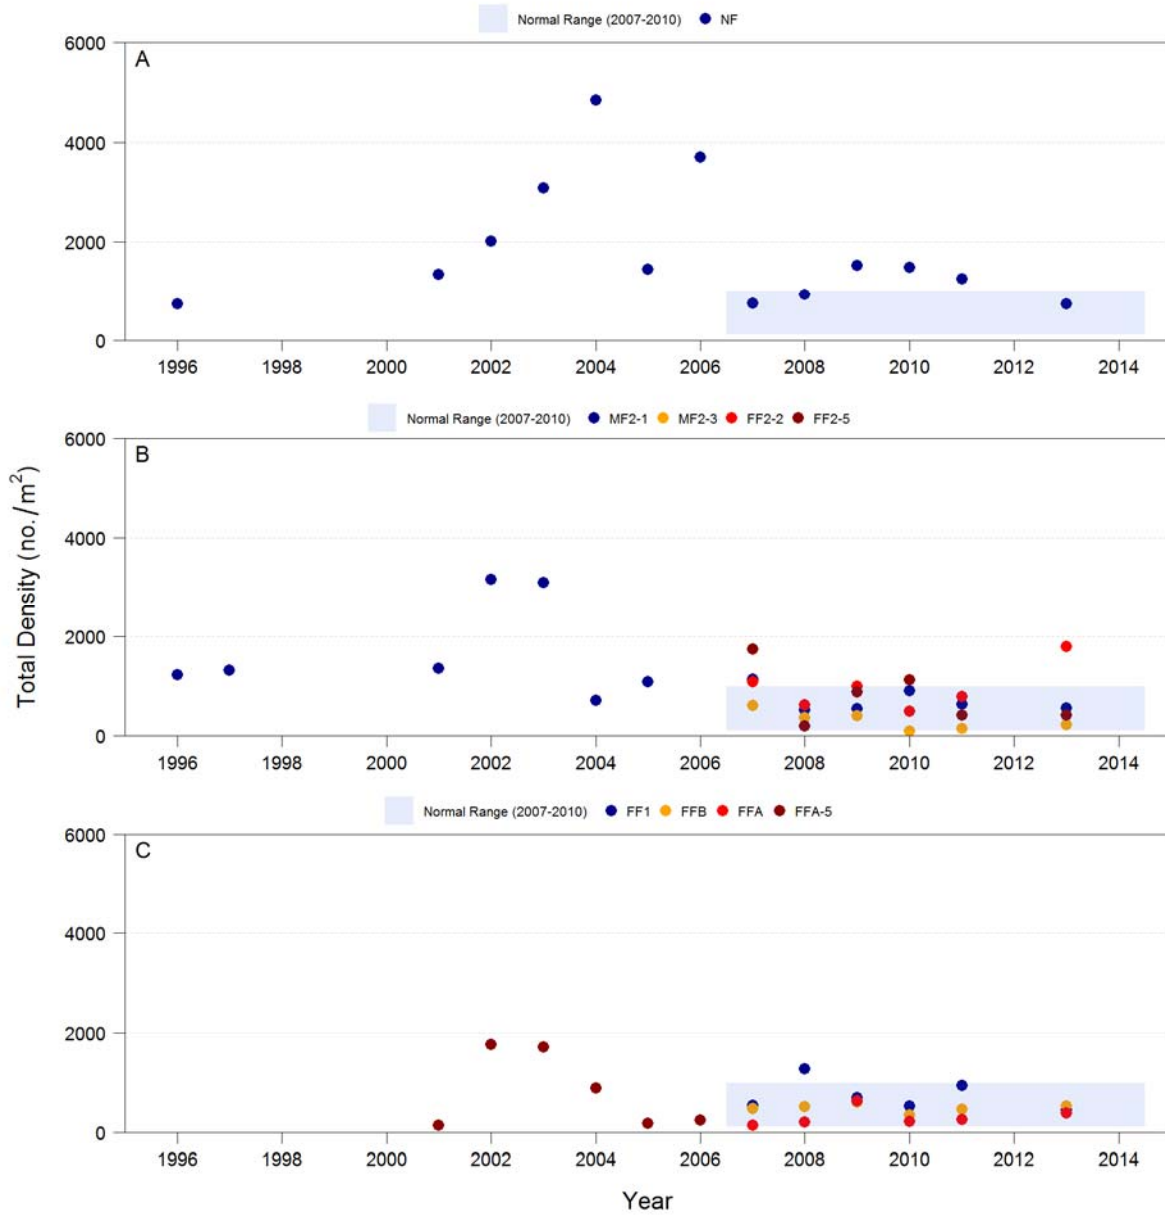 Normal Range (2007-2010) NF
A
6000
4000
2000
0
1996 1998 2000 2002 2004 2006 2008 2010 2012 2014
Normal Range (2007-2010) MF2-1 MF2-3 FF2-2 FF2-5
B
6000
4000
2000
0
1996 1998 2000 2002 2004 2006 2008 2010 2012 2014
Total Density (no./m²)
Normal Range (2007-2010) FF1 FFB FFA FFA-5
C
6000
4000
2000
0
1996 1998 2000 2002 2004 2006 2008 2010 2012 2014
Year